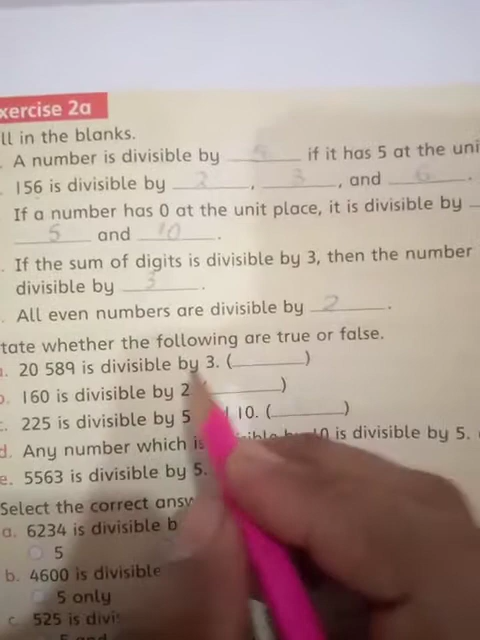 xercise 2a
ll in the blanks.
A number is divisible by 5 if it has 5 at the uni
156 is divisible by 2, 3, and 6.
If a number has 0 at the unit place, it is divisible by
5 and 10.
If the sum of digits is divisible by 3, then the number
divisible by 3.
All even numbers are divisible by 2.
tate whether the following are true or false.
20 589 is divisible by 3. (______)
160 is divisible by 2 ______)
225 is divisible by 5 10. (______)
d. Any number which is 10 is divisible by 5.
e. 5563 is divisible by 5.
Select the correct answ
a. 6234 is divisible b
5
b. 4600 is divisible
5 only
c. 525 is divi
5 and